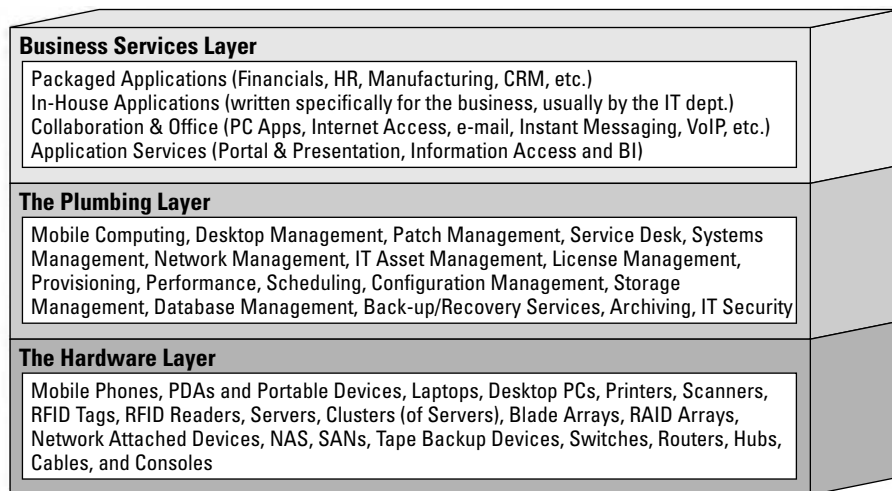 Business Services Layer
Packaged Applications (Financials, HR, Manufacturing, CRM, etc.)
In-House Applications (written specifically for the business, usually by the IT dept.)
Collaboration & Office (PC Apps, Internet Access, e-mail, Instant Messaging, VoIP, etc.)
Application Services (Portal & Presentation, Information Access and BI)
The Plumbing Layer
Mobile Computing, Desktop Management, Patch Management, Service Desk, Systems
Management, Network Management, IT Asset Management, License Management,
Provisioning, Performance, Scheduling, Configuration Management, Storage
Management, Database Management, Back-up/Recovery Services, Archiving, IT Security
The Hardware Layer
Mobile Phones, PDAs and Portable Devices, Laptops, Desktop PCs, Printers, Scanners,
RFID Tags, RFID Readers, Servers, Clusters (of Servers), Blade Arrays, RAID Arrays,
Network Attached Devices, NAS, SANs, Tape Backup Devices, Switches, Routers, Hubs,
Cables, and Consoles